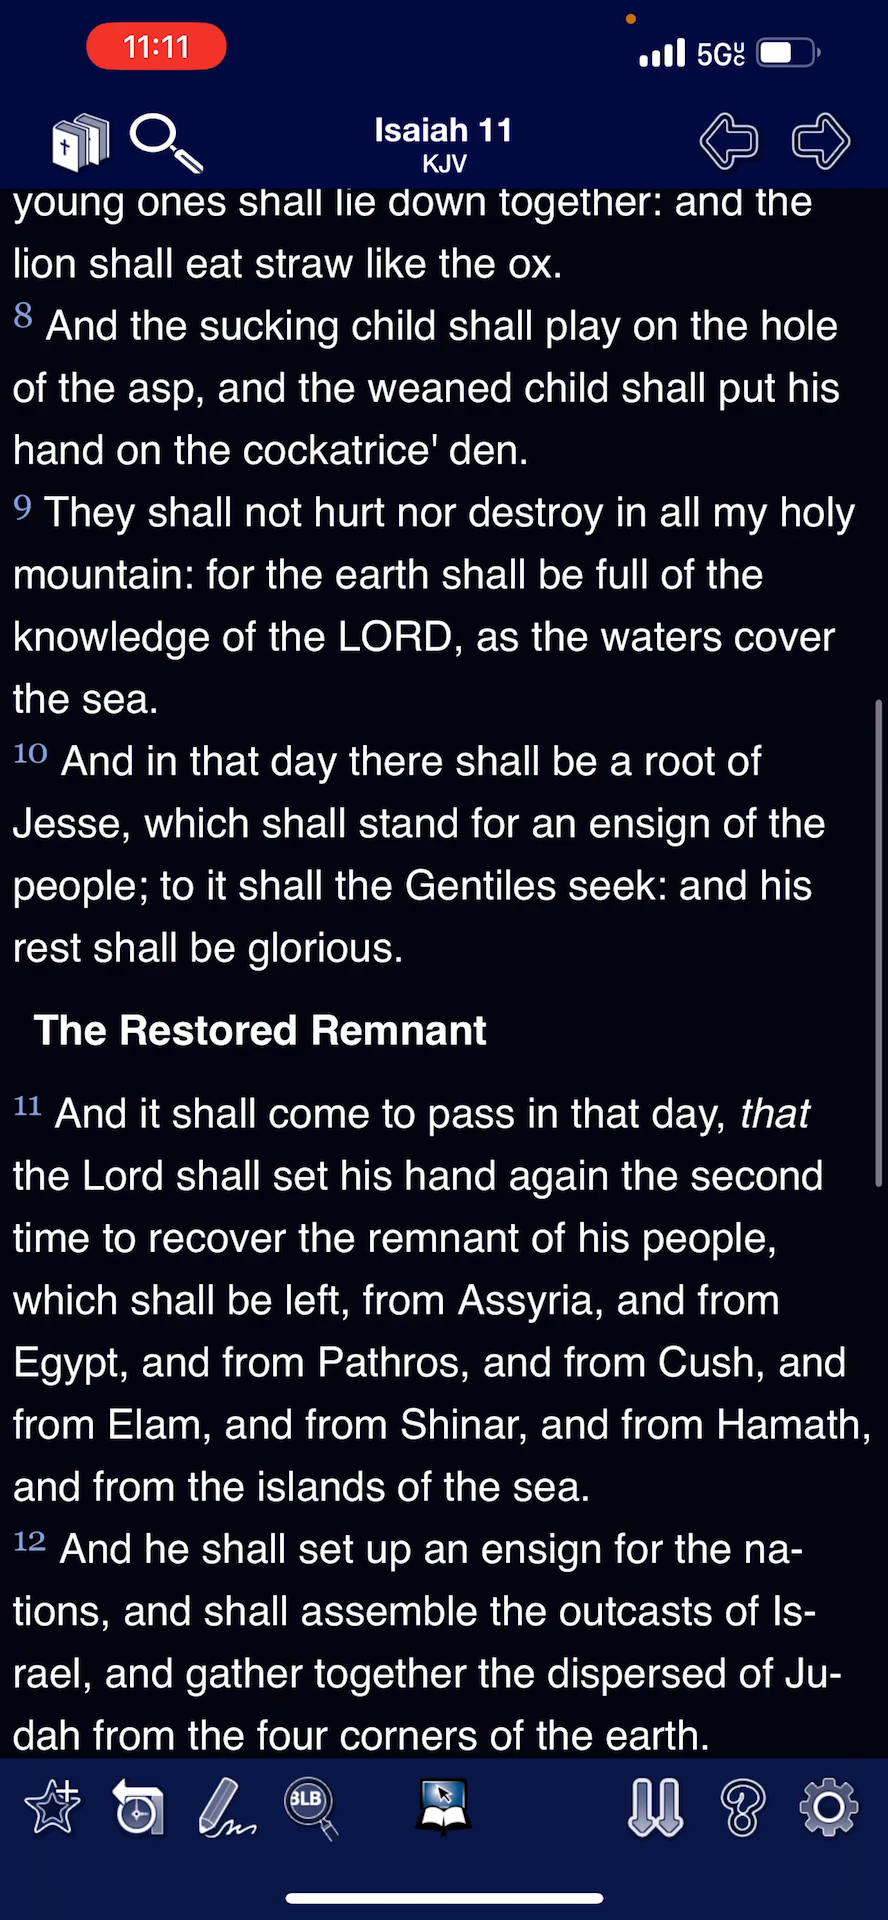 11:11
5G UC
Isaiah 11
KJV
young ones shall lie down together: and the
lion shall eat straw like the ox.
8 And the sucking child shall play on the hole
of the asp, and the weaned child shall put his
hand on the cockatrice' den.
9 They shall not hurt nor destroy in all my holy
mountain: for the earth shall be full of the
knowledge of the LORD, as the waters cover
the sea.
10 And in that day there shall be a root of
Jesse, which shall stand for an ensign of the
people; to it shall the Gentiles seek: and his
rest shall be glorious.
The Restored Remnant
11 And it shall come to pass in that day, that
the Lord shall set his hand again the second
time to recover the remnant of his people,
which shall be left, from Assyria, and from
Egypt, and from Pathros, and from Cush, and
from Elam, and from Shinar, and from Hamath,
and from the islands of the sea.
12 And he shall set up an ensign for the na-
tions, and shall assemble the outcasts of Is-
rael, and gather together the dispersed of Ju-
dah from the four corners of the earth.
BLB